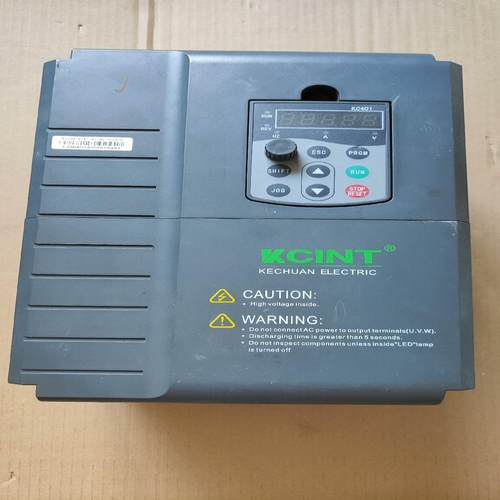 KC401
RUN
REV
HZ A V
ESC PRGM
SHIFT RUN
JOG STOP
RESET
KCINT®
KECHUAN ELECTRIC
CAUTION:
• High voltage inside.
WARNING:
• Do not connect AC power to output terminals(U.V.W).
• Discharging time is greater than 5 seconds.
• Do not inspect components unless inside"LED"lamp
is turned off.